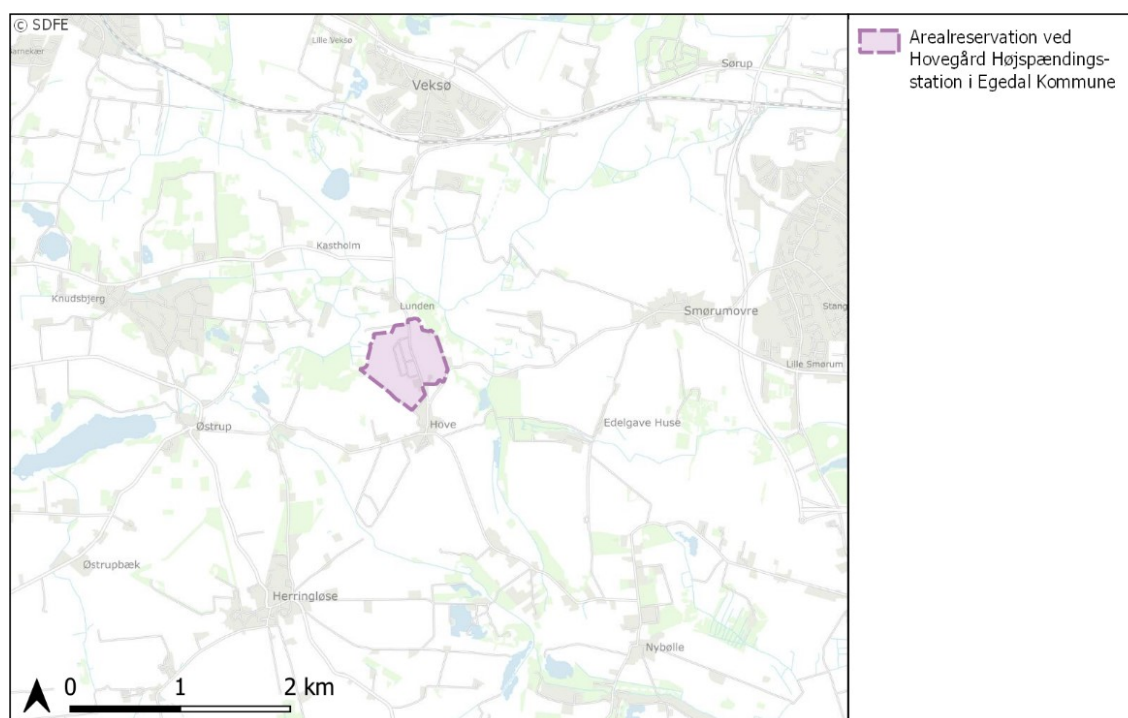 © SDFE
Lille Veksø
Sørup
Veksø
Kastholm
Knudsbjerg
Lunden
Smørumovre
Stang
Lille Smørum
Østrup
Hove
Edelgave Huse
Østrupbæk
Herringløse
Nybølle
0 1 2 km
Arealreservation ved
Hovegård Højspændings-
station i Egedal Kommune